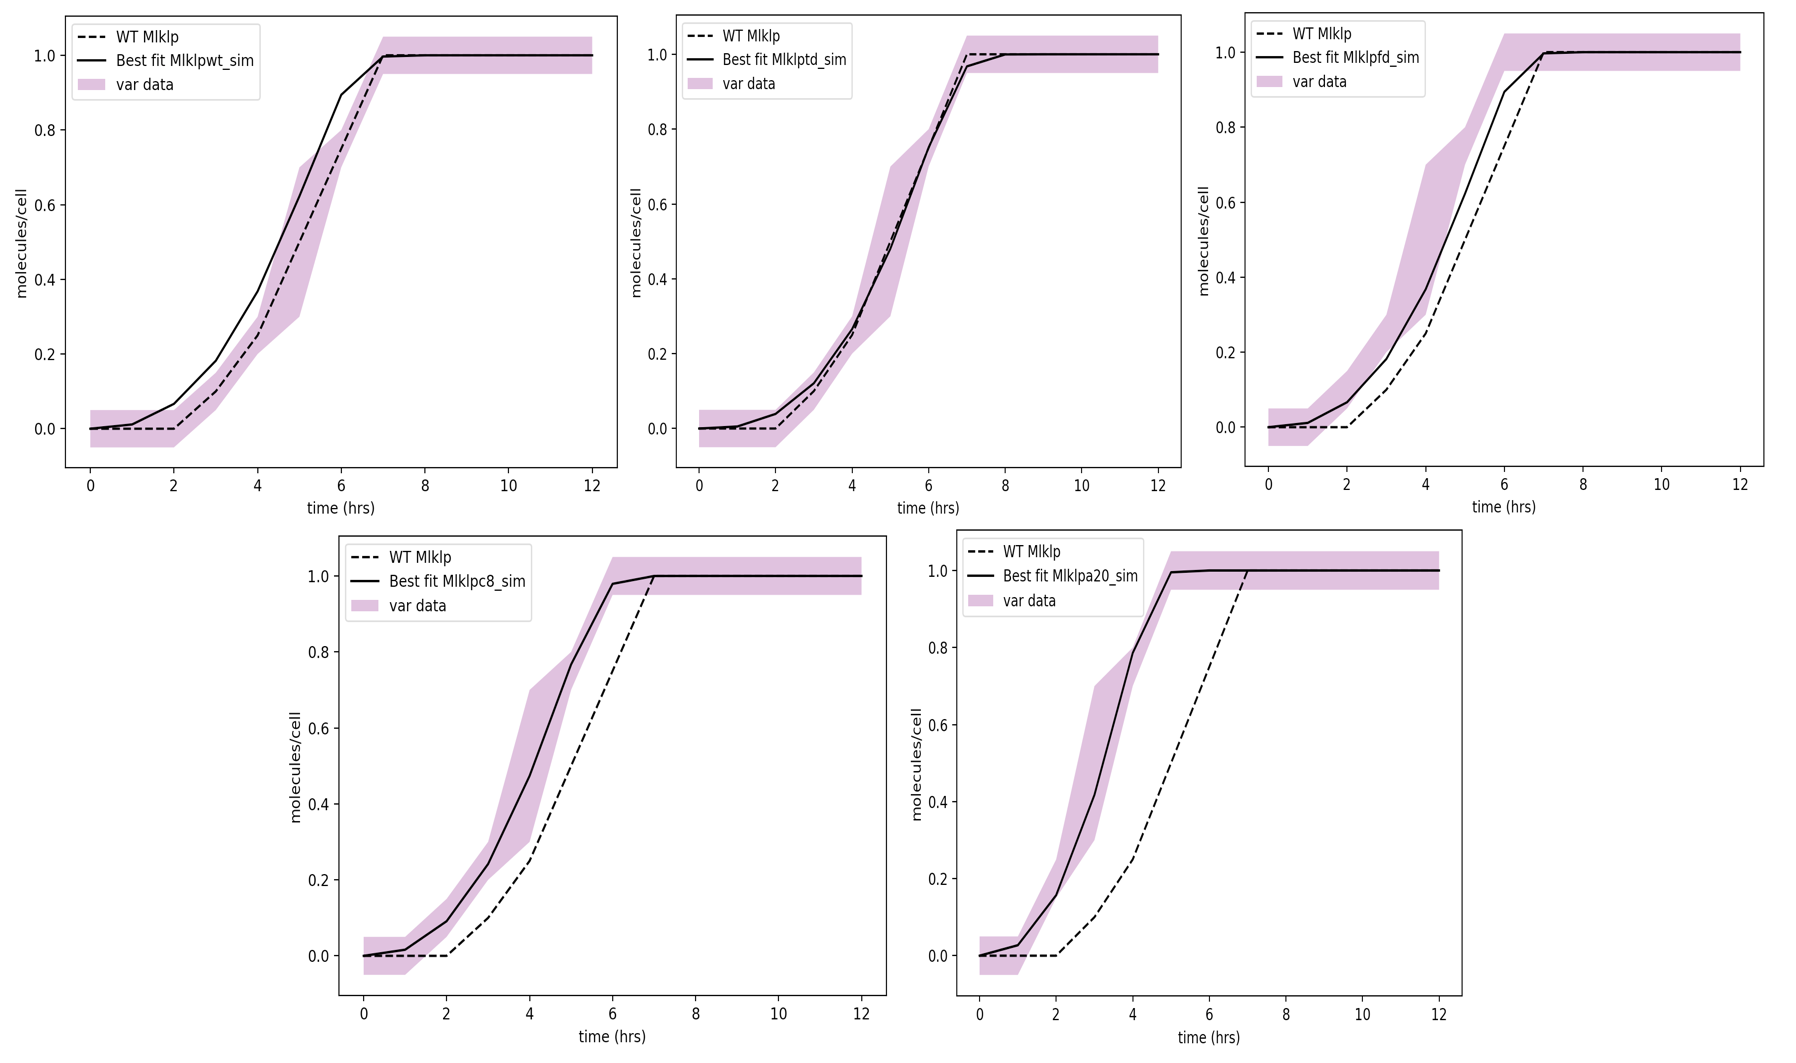 WT Mlklp
Best fit Mlklpwt_sim
var data
1.0
0.8
0.6
0.4
0.2
0.0
molecules/cell
0 2 4 6 8 10 12
time (hrs)
WT Mlklp
Best fit Mlklptd_sim
var data
1.0
0.8
0.6
0.4
0.2
0.0
molecules/cell
0 2 4 6 8 10 12
time (hrs)
WT Mlklp
Best fit Mlklpfd_sim
var data
1.0
0.8
0.6
0.4
0.2
0.0
molecules/cell
0 2 4 6 8 10 12
time (hrs)
WT Mlklp
Best fit Mlklpc8_sim
var data
1.0
0.8
0.6
0.4
0.2
0.0
molecules/cell
0 2 4 6 8 10 12
time (hrs)
WT Mlklp
Best fit Mlklpa20_sim
var data
1.0
0.8
0.6
0.4
0.2
0.0
molecules/cell
0 2 4 6 8 10 12
time (hrs)